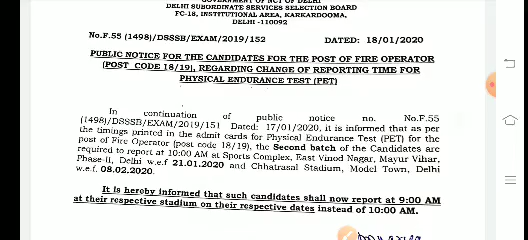 GOVERNMENT OF NCT OF DELHI
DELHI SUBORDINATE SERVICES SELECTION BOARD
FC-18, INSTITUTIONAL AREA, KARKARDOOMA,
DELHI -110092
No.F.55 (1498)/DSSSB/EXAM/2019/152 DATED: 18/01/2020
PUBLIC NOTICE FOR THE CANDIDATES FOR THE POST OF FIRE OPERATOR
(POST CODE 18/19), REGARDING CHANGE OF REPORTING TIME FOR
PHYSICAL ENDURANCE TEST (PET)
In continuation of public notice no. No.F.55
(1498)/DSSSB/EXAM/2019/151 Dated: 17/01/2020, it is informed that as per
the timings printed in the admit cards for Physical Endurance Test (PET) for the
post of Fire Operator (post code 18/19), the Second batch of the Candidates are
required to report at 10:00 AM at Sports Complex, East Vinod Nagar, Mayur Vihar,
Phase-II, Delhi w.e.f 21.01.2020 and Chhatrasal Stadium, Model Town, Delhi
w.e.f. 08.02.2020.
It is hereby informed that such candidates shall now report at 9:00 AM
at their respective stadium on their respective dates instead of 10:00 AM.